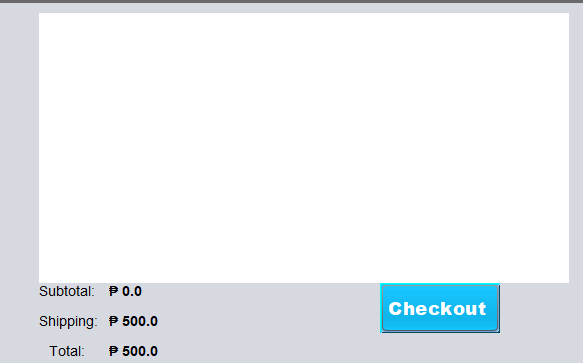 Subtotal: ₱ 0.0
Checkout
Shipping: ₱ 500.0
Total: ₱ 500.0